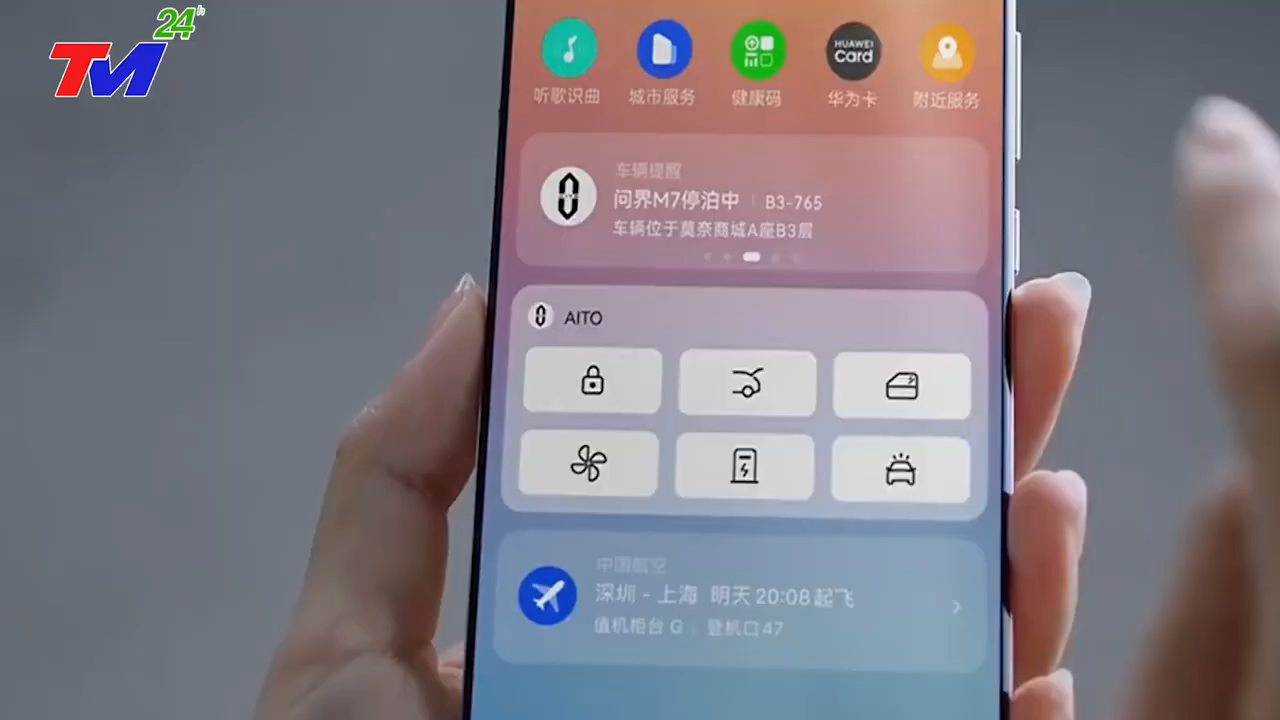 TM 24h
听歌识曲
城市服务
健康码
HUAWEI Card
华为卡
附近服务
车辆提醒
问界M7停泊中 | B3-765
车辆位于莫奈商城A座B3层
AITO
中国航空
深圳 - 上海 明天 20:08起飞
值机柜台 G | 登机口47